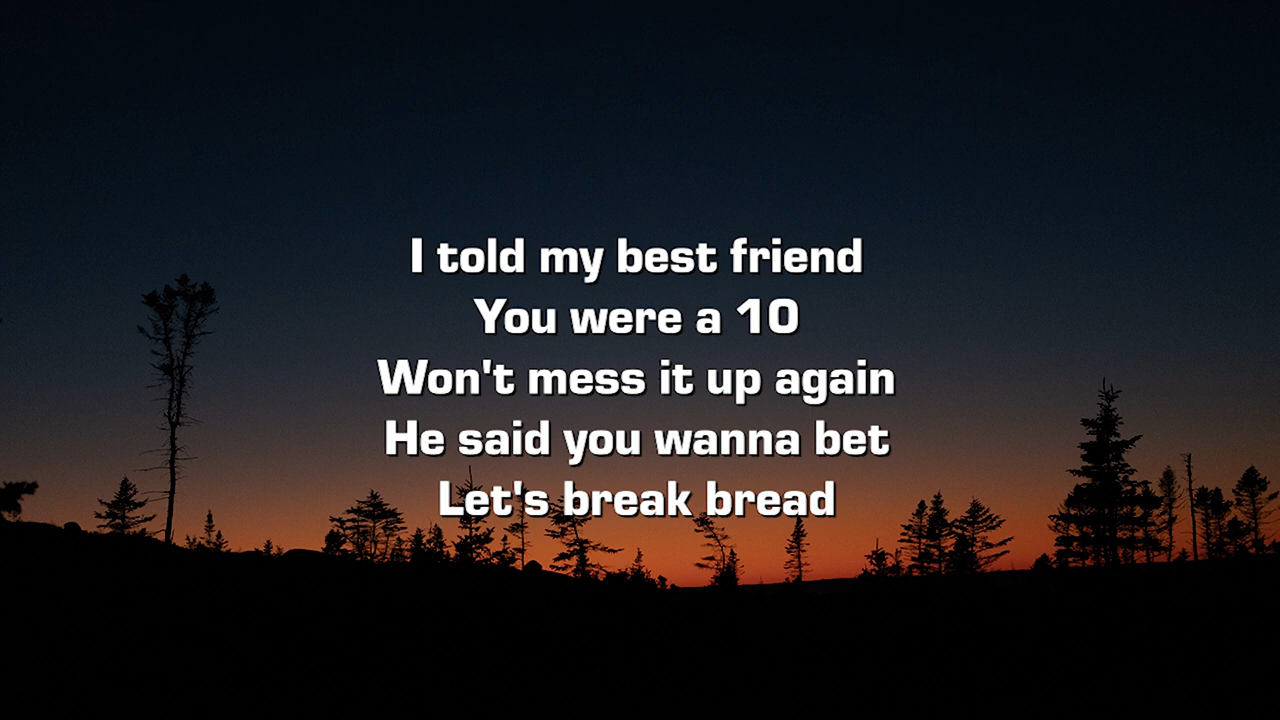 I told my best friend
You were a 10
Won't mess it up again
He said you wanna bet
Let's break bread